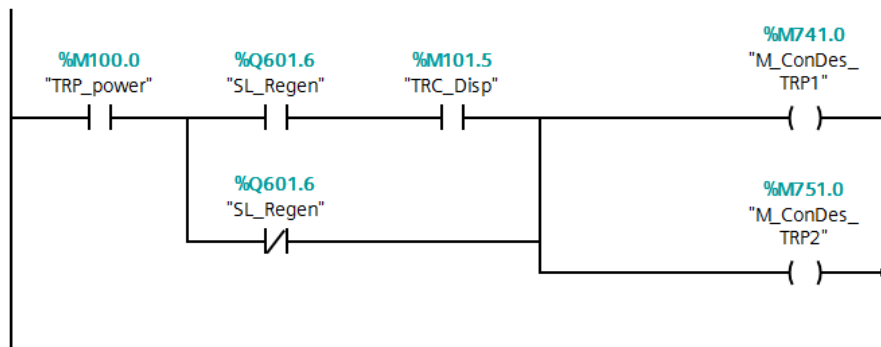 %M741.0
"M_ConDes_
TRP1"
%M100.0
"TRP_power"
%Q601.6
"SL_Regen"
%M101.5
"TRC_Disp"
%Q601.6
"SL_Regen"
%M751.0
"M_ConDes_
TRP2"